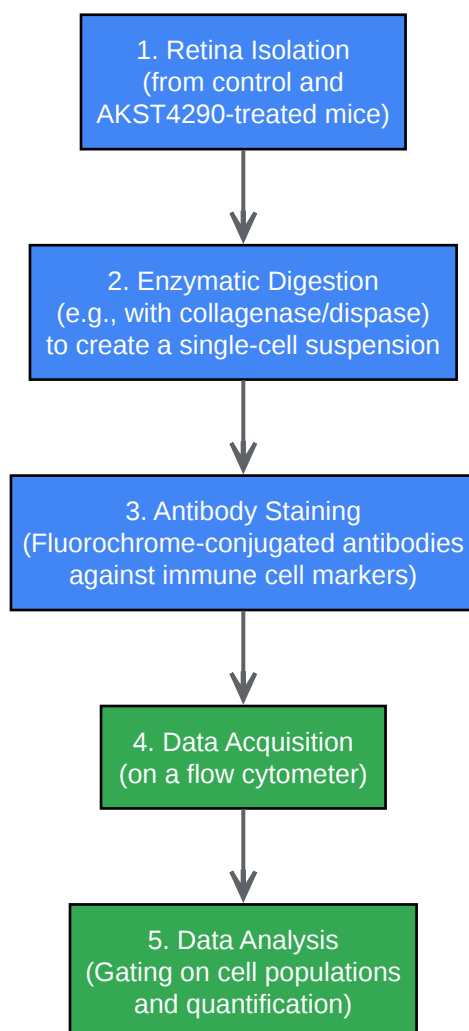 1. Retina Isolation
(from control and
AKST4290-treated mice)
2. Enzymatic Digestion
(e.g., with collagenase/dispase)
to create a single-cell suspension
3. Antibody Staining
(Fluorochrome-conjugated antibodies
against immune cell markers)
4. Data Acquisition
(on a flow cytometer)
5. Data Analysis
(Gating on cell populations
and quantification)